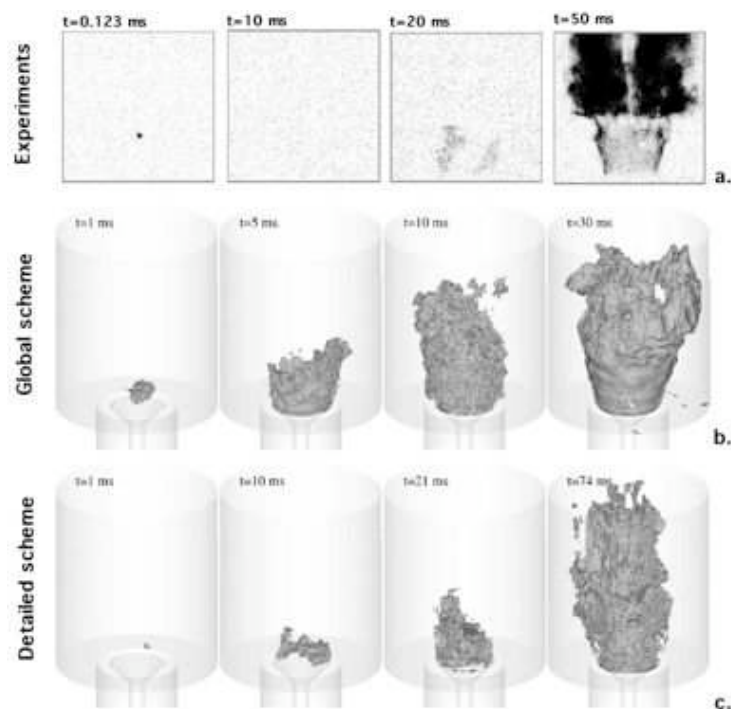 t=0.123 ms t=10 ms t=20 ms t=50 ms
Experiments
a.
t=1 ms t=5 ms t=10 ms t=30 ms
Global scheme
b.
t=1 ms t=10 ms t=21 ms t=74 ms
Detailed scheme
c.